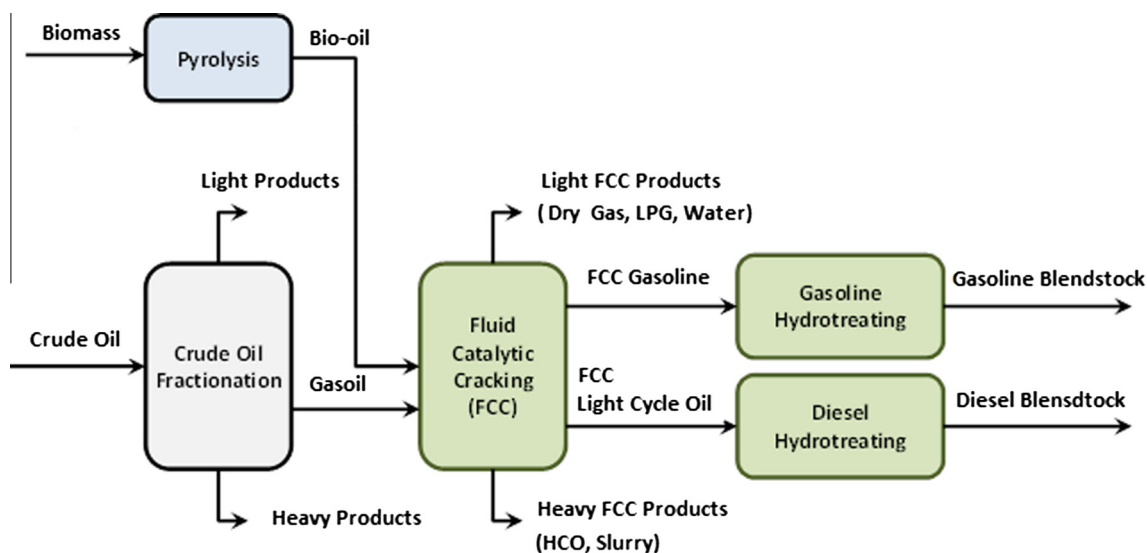 Biomass
Pyrolysis
Bio-oil
Light Products
Light FCC Products
( Dry Gas, LPG, Water)
Crude Oil
Crude Oil
Fractionation
Gasoil
Fluid
Catalytic
Cracking
(FCC)
FCC Gasoline
Gasoline
Hydrotreating
Gasoline Blendstock
FCC
Light Cycle Oil
Diesel
Hydrotreating
Diesel Blensdtock
Heavy Products
Heavy FCC Products
(HCO, Slurry)